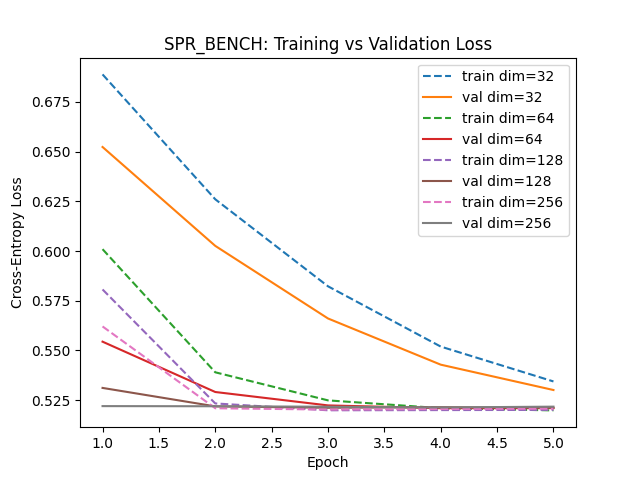 SPR_BENCH: Training vs Validation Loss
Cross-Entropy Loss
0.675
0.650
0.625
0.600
0.575
0.550
0.525
train dim=32
val dim=32
train dim=64
val dim=64
train dim=128
val dim=128
train dim=256
val dim=256
1.0 1.5 2.0 2.5 3.0 3.5 4.0 4.5 5.0
Epoch